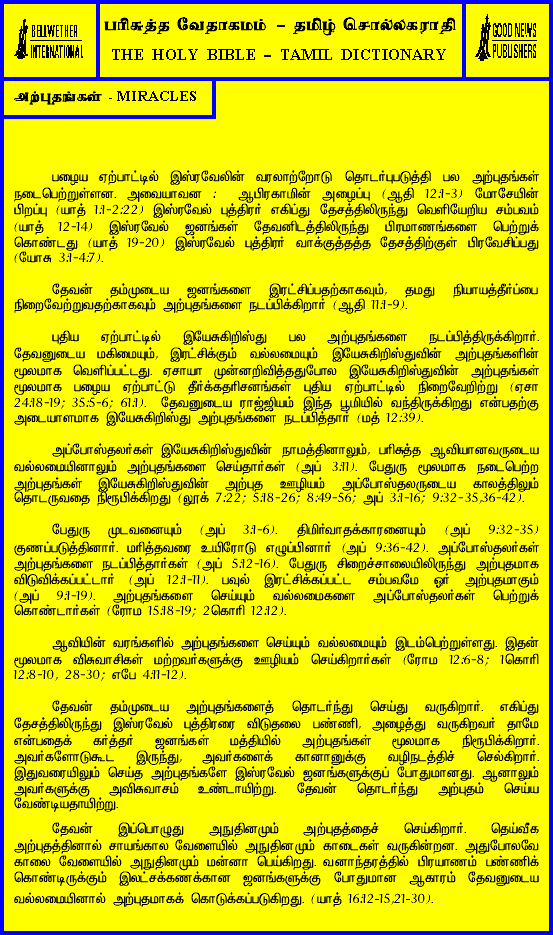 BELLWETHER
INTERNATIONAL
பரிசுத்த வேதாகமம் – தமிழ் சொல்லகராதி
THE HOLY BIBLE – TAMIL DICTIONARY
GOOD NEWS
PUBLISHERS
அற்புதங்கள் - MIRACLES
பழைய ஏற்பாட்டில் இஸ்ரவேலின் வரலாற்றோடு தொடர்புபடுத்தி பல அற்புதங்கள்
நடைபெற்றுள்ளன. அவையாவன : ஆபிரகாமின் அழைப்பு (ஆதி 12:1-3) மோசேயின்
பிறப்பு (யாத் 1:1-2:22) இஸ்ரவேல் புத்திரர் எகிப்து தேசத்திலிருந்து வெளியேறிய சம்பவம்
(யாத் 12-14) இஸ்ரவேல் ஜனங்கள் தேவனிடத்திலிருந்து பிரமாணங்களை பெற்றுக்
கொண்டது (யாத் 19-20) இஸ்ரவேல் புத்திரர் வாக்குத்தத்த தேசத்திற்குள் பிரவேசிப்பது
(யோசு 3:1-4:7).
தேவன் தம்முடைய ஜனங்களை இரட்சிப்பதற்காகவும், தமது நியாயத்தீர்ப்பை
நிறைவேற்றுவதற்காகவும் அற்புதங்களை நடப்பிக்கிறார் (ஆதி 11:1-9).
புதிய ஏற்பாட்டில் இயேசுகிறிஸ்து பல அற்புதங்களை நடப்பித்திருக்கிறார்.
தேவனுடைய மகிமையும், இரட்சிக்கும் வல்லமையும் இயேசுகிறிஸ்துவின் அற்புதங்களின்
மூலமாக வெளிப்பட்டது. ஏசாயா முன்னறிவித்ததுபோல இயேசுகிறிஸ்துவின் அற்புதங்கள்
மூலமாக பழைய ஏற்பாட்டு தீர்க்கதரிசனங்கள் புதிய ஏற்பாட்டில் நிறைவேறிற்று (ஏசா
24:18-19; 35:5-6; 61:1). தேவனுடைய ராஜ்ஜியம் இந்த பூமியில் வந்திருக்கிறது என்பதற்கு
அடையாளமாக இயேசுகிறிஸ்து அற்புதங்களை நடப்பித்தார் (மத் 12:39).
அப்போஸ்தலர்கள் இயேசுகிறிஸ்துவின் நாமத்தினாலும், பரிசுத்த ஆவியானவருடைய
வல்லமையினாலும் அற்புதங்களை செய்தார்கள் (அப் 3:11). பேதுரு மூலமாக நடைபெற்ற
அற்புதங்கள் இயேசுகிறிஸ்துவின் அற்புத ஊழியம் அப்போஸ்தலருடைய காலத்திலும்
தொடருவதை நிரூபிக்கிறது (லூக் 7:22; 5:18-26; 8:49-56; அப் 3:1-16; 9:32-35,36-42).
பேதுரு முடவனையும் (அப் 3:1-6). திமிர்வாதக்காரனையும் (அப் 9:32-35)
குணப்படுத்தினார். மரித்தவரை உயிரோடு எழுப்பினார் (அப் 9:36-42). அப்போஸ்தலர்கள்
அற்புதங்களை நடப்பித்தார்கள் (அப் 5:12-16). பேதுரு சிறைச்சாலையிலிருந்து அற்புதமாக
விடுவிக்கப்பட்டார் (அப் 12:1-11). பவுல் இரட்சிக்கப்பட்ட சம்பவமே ஓர் அற்புதமாகும்
(அப் 9:1-19). அற்புதங்களை செய்யும் வல்லமைகளை அப்போஸ்தலர்கள் பெற்றுக்
கொண்டார்கள் (ரோம 15:18-19; 2கொரி 12:12).
ஆவியின் வரங்களில் அற்புதங்களை செய்யும் வல்லமையும் இடம்பெற்றுள்ளது. இதன்
மூலமாக விசுவாசிகள் மற்றவர்களுக்கு ஊழியம் செய்கிறார்கள் (ரோம 12:6-8; 1கொரி
12:8-10, 28-30; எபே 4:11-12).
தேவன் தம்முடைய அற்புதங்களைத் தொடர்ந்து செய்து வருகிறார். எகிப்து
தேசத்திலிருந்து இஸ்ரவேல் புத்திரரை விடுதலை பண்ணி, அழைத்து வருகிறவர் தாமே
என்பதைக் கர்த்தர் ஜனங்கள் மத்தியில் அற்புதங்கள் மூலமாக நிரூபிக்கிறார்.
அவர்களோடுகூட இருந்து, அவர்களைக் கானானுக்கு வழிநடத்திச் செல்கிறார்.
இதுவரையிலும் செய்த அற்புதங்களே இஸ்ரவேல் ஜனங்களுக்குப் போதுமானது. ஆனாலும்
அவர்களுக்கு அவிசுவாசம் உண்டாயிற்று. தேவன் தொடர்ந்து அற்புதம் செய்ய
வேண்டியதாயிற்று.
தேவன் இப்பொழுது அநுதினமும் அற்புதத்தைச் செய்கிறார். தெய்வீக
அற்புதத்தினால் சாயங்கால வேளையில் அநுதினமும் காடைகள் வருகின்றன. அதுபோலவே
காலை வேளையில் அநுதினமும் மன்னா பெய்கிறது. வனாந்தரத்தில் பிரயாணம் பண்ணிக்
கொண்டிருக்கும் இலட்சக்கணக்கான ஜனங்களுக்கு போதுமான ஆகாரம் தேவனுடைய
வல்லமையினால் அற்புதமாகக் கொடுக்கப்படுகிறது. (யாத் 16:12-15,21-30).